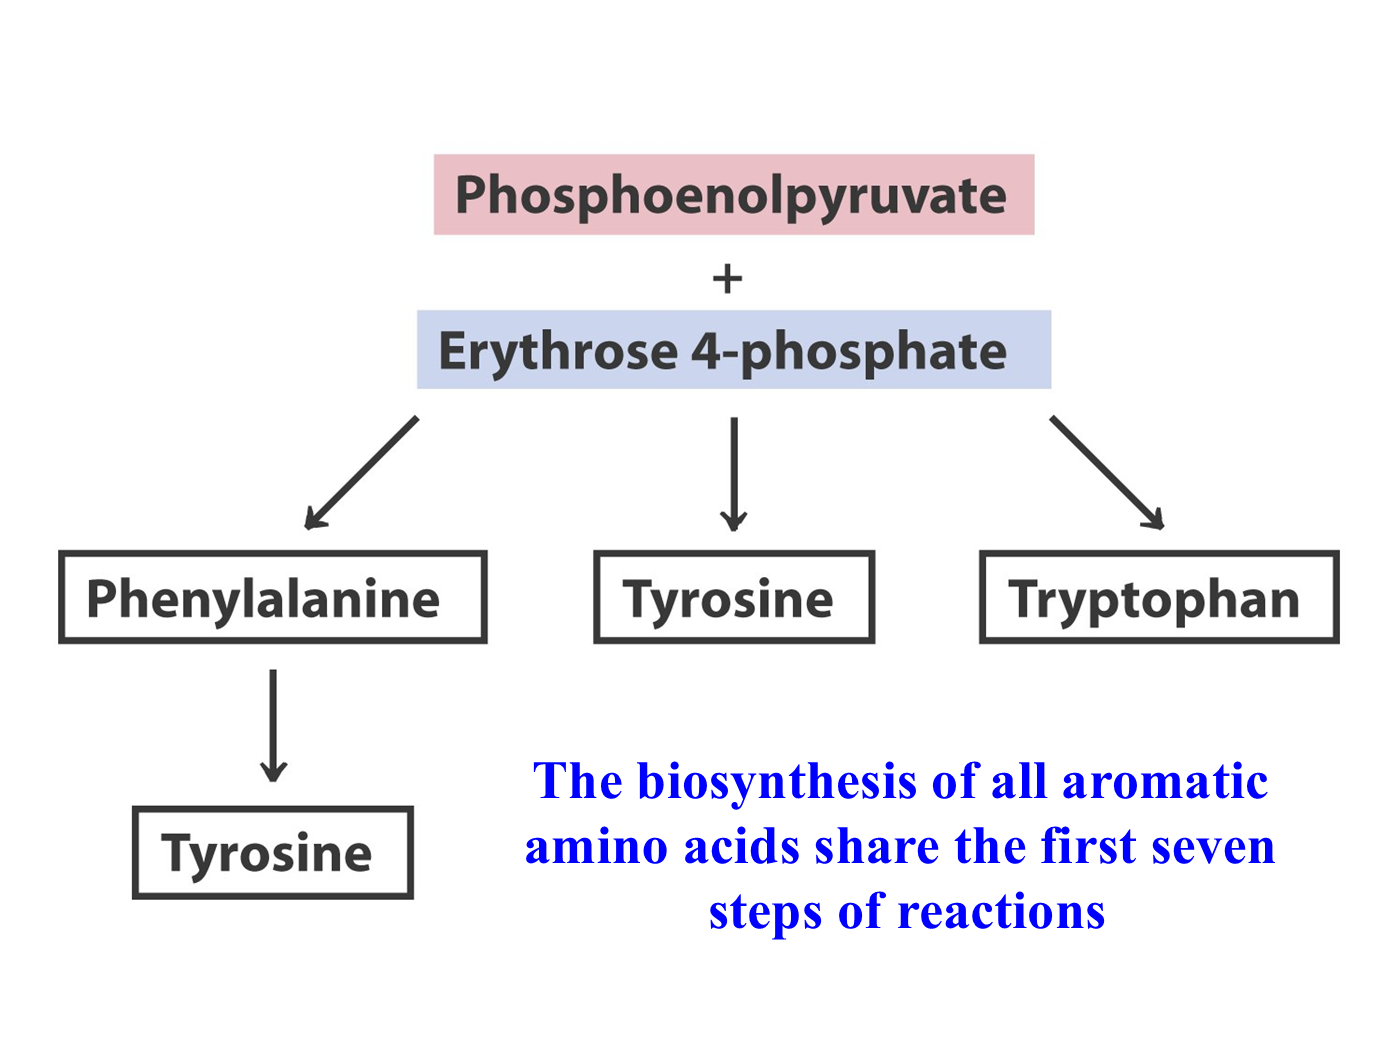 Phosphoenolpyruvate
+
Erythrose 4-phosphate
Phenylalanine
Tyrosine
Tryptophan
Tyrosine
The biosynthesis of all aromatic
amino acids share the first seven
steps of reactions